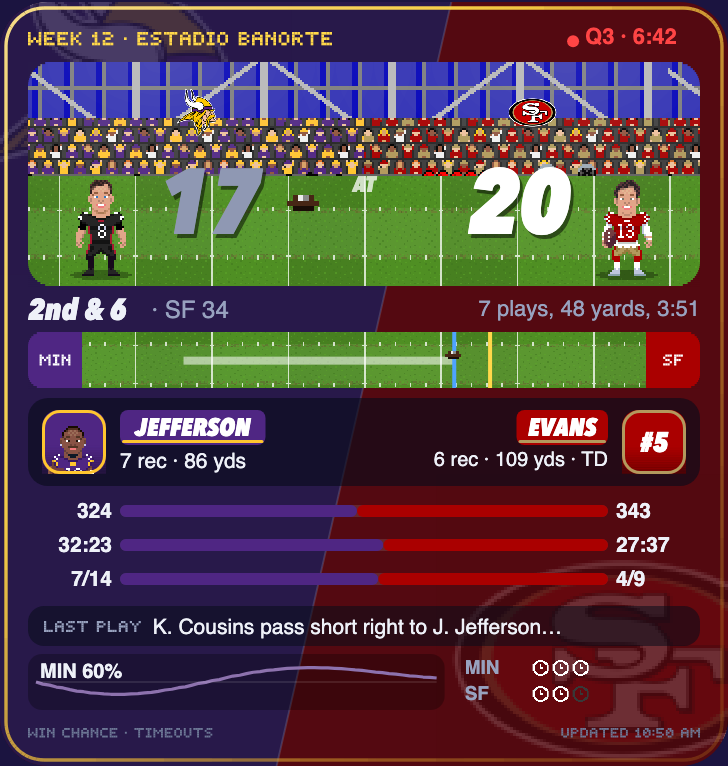 WEEK 12 · ESTADIO BANORTE
Q3 · 6:42
17 AT 20
8
13
2nd & 6 · SF 34
7 plays, 48 yards, 3:51
MIN
SF
JEFFERSON
7 rec · 86 yds
EVANS
6 rec · 109 yds · TD
#5
324 343
32:23 27:37
7/14 4/9
LAST PLAY K. Cousins pass short right to J. Jefferson…
MIN 60%
MIN
SF
WIN CHANCE · TIMEOUTS
UPDATED 10:50 AM